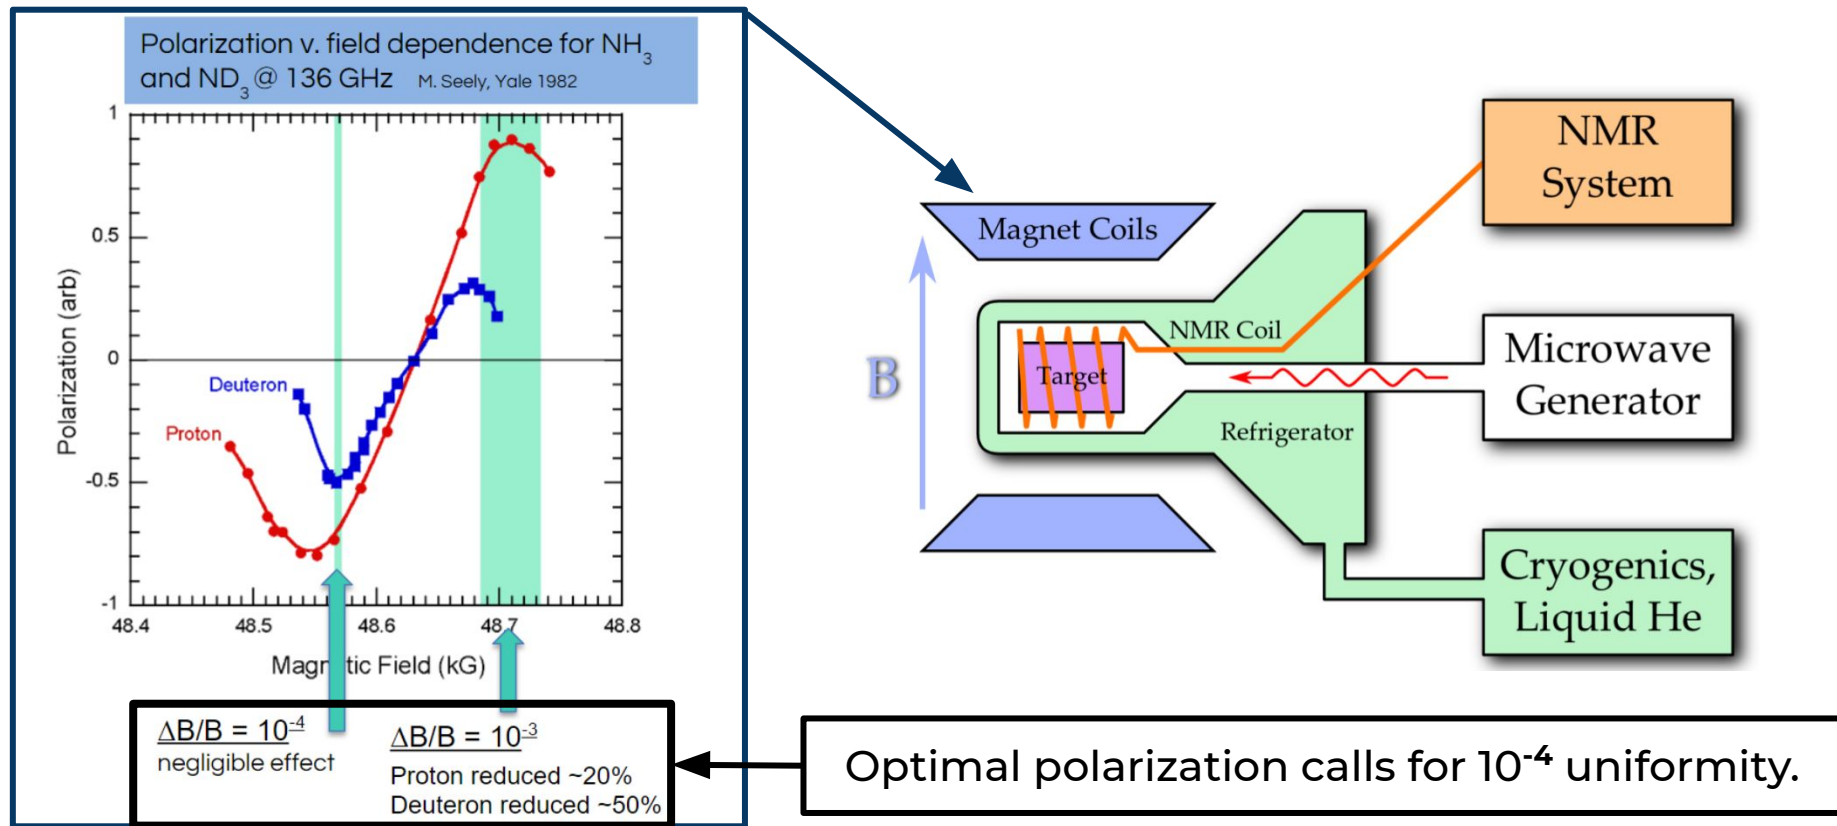 Polarization v. field dependence for NH₃
and ND₃ @ 136 GHz M. Seely, Yale 1982
1
0.5
0
-0.5
-1
Polarization (arb)
Deuteron
Proton
48.4 48.5 48.6 48.7 48.8
Magnetic Field (kG)
ΔB/B = 10⁻⁴
negligible effect
ΔB/B = 10⁻³
Proton reduced ~20%
Deuteron reduced ~50%
B
Magnet Coils
NMR Coil
Target
Refrigerator
NMR
System
Microwave
Generator
Cryogenics,
Liquid He
Optimal polarization calls for 10⁻⁴ uniformity.